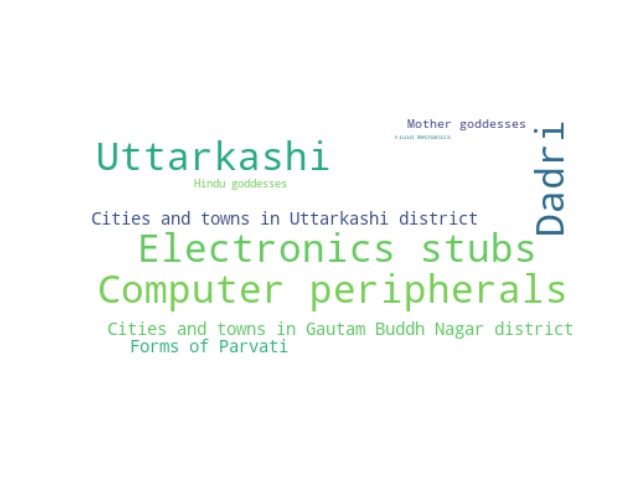 Mother goddesses
Fluid mechanics
Dadri
Uttarkashi
Hindu goddesses
Cities and towns in Uttarkashi district
Electronics stubs
Computer peripherals
Cities and towns in Gautam Buddh Nagar district
Forms of Parvati